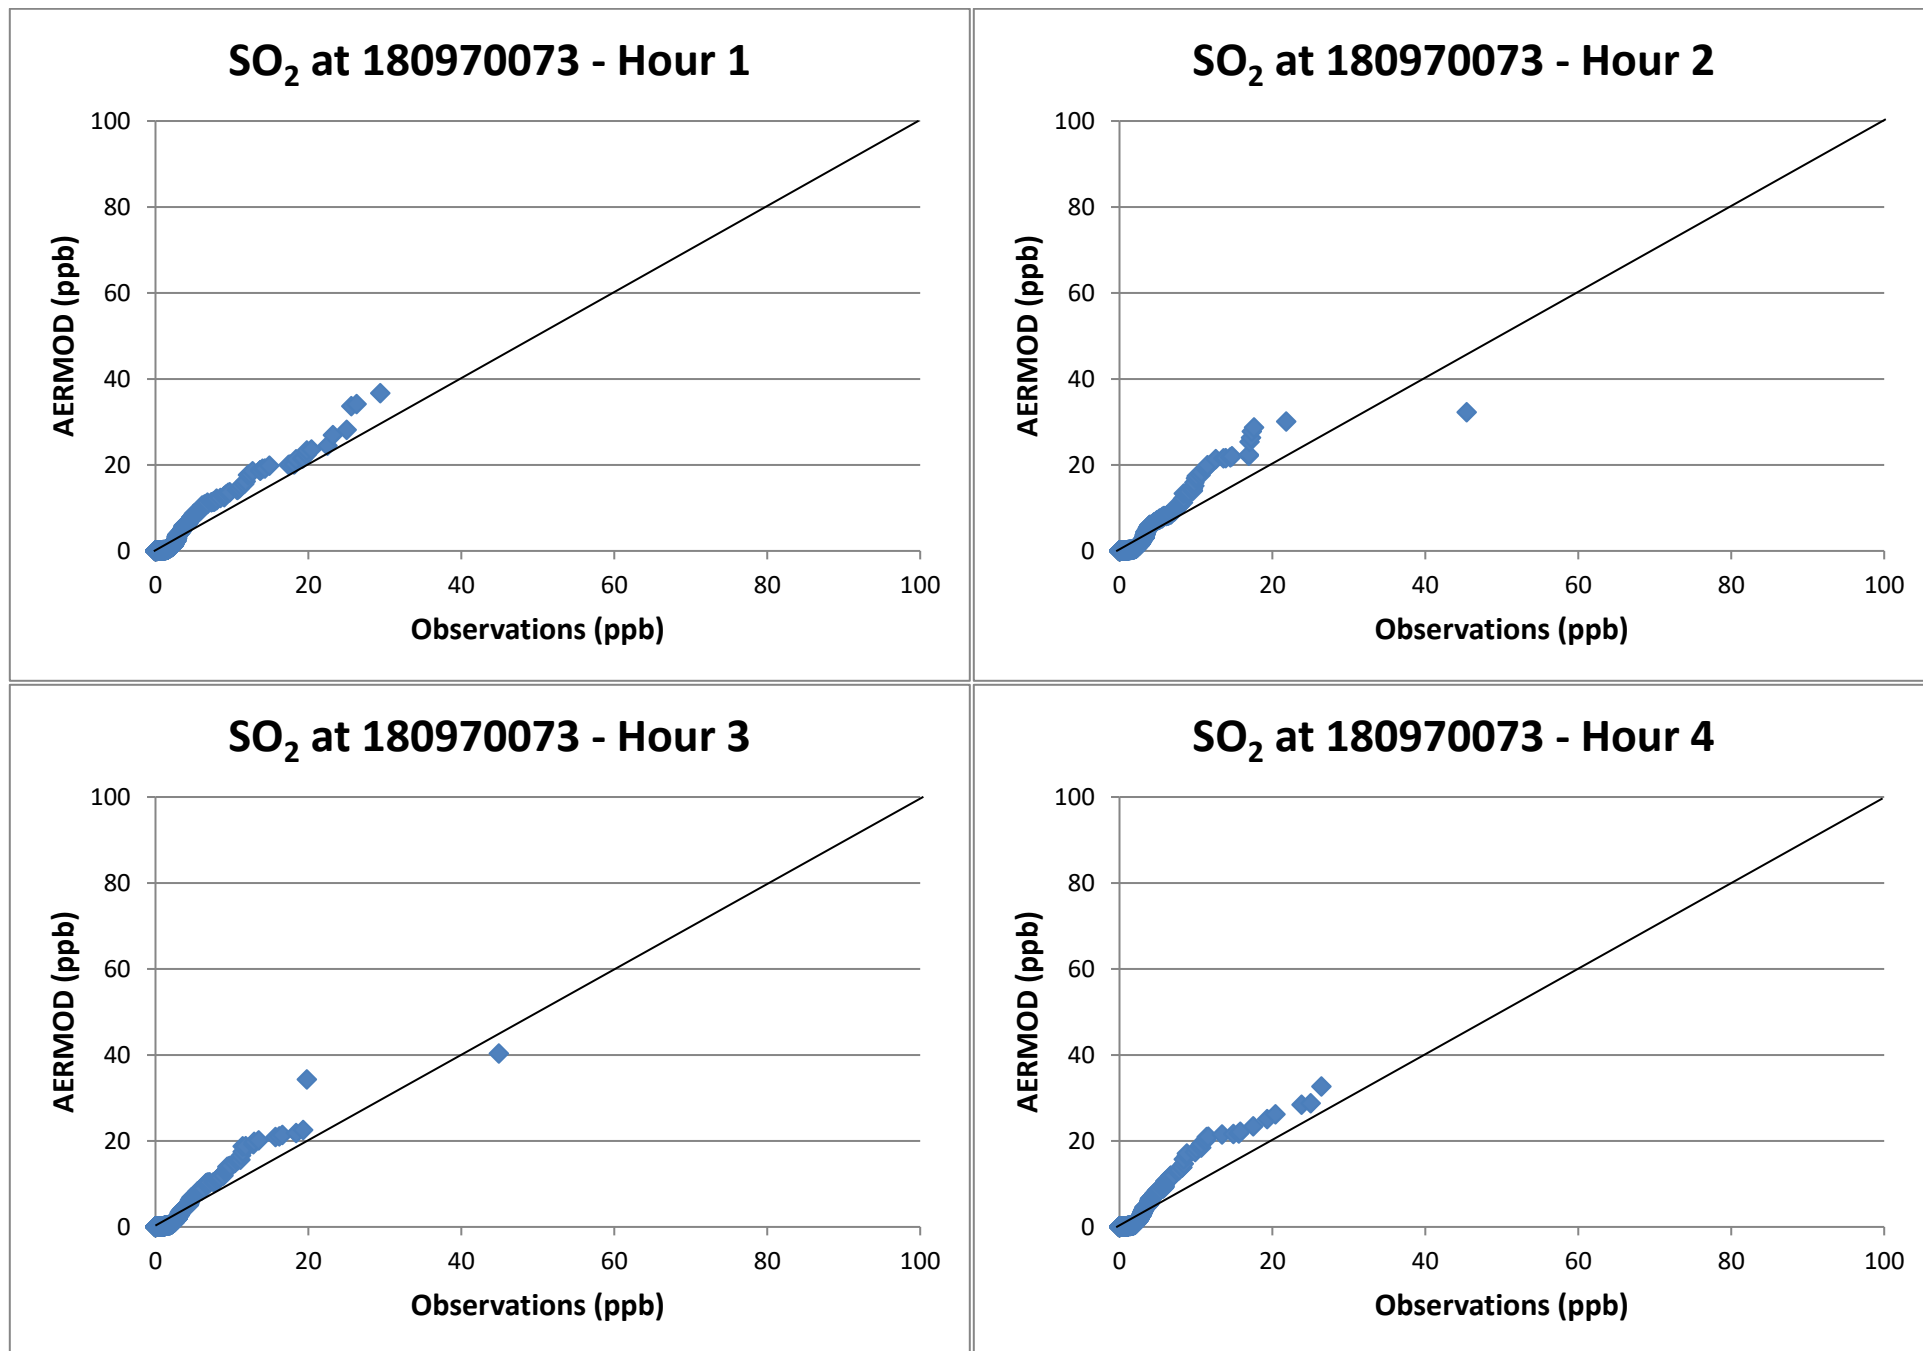 SO₂ at 180970073 - Hour 1
100
80
60
40
20
0
AERMOD (ppb)
0 20 40 60 80 100
Observations (ppb)
SO₂ at 180970073 - Hour 2
100
80
60
40
20
0
AERMOD (ppb)
0 20 40 60 80 100
Observations (ppb)
SO₂ at 180970073 - Hour 3
100
80
60
40
20
0
AERMOD (ppb)
0 20 40 60 80 100
Observations (ppb)
SO₂ at 180970073 - Hour 4
100
80
60
40
20
0
AERMOD (ppb)
0 20 40 60 80 100
Observations (ppb)